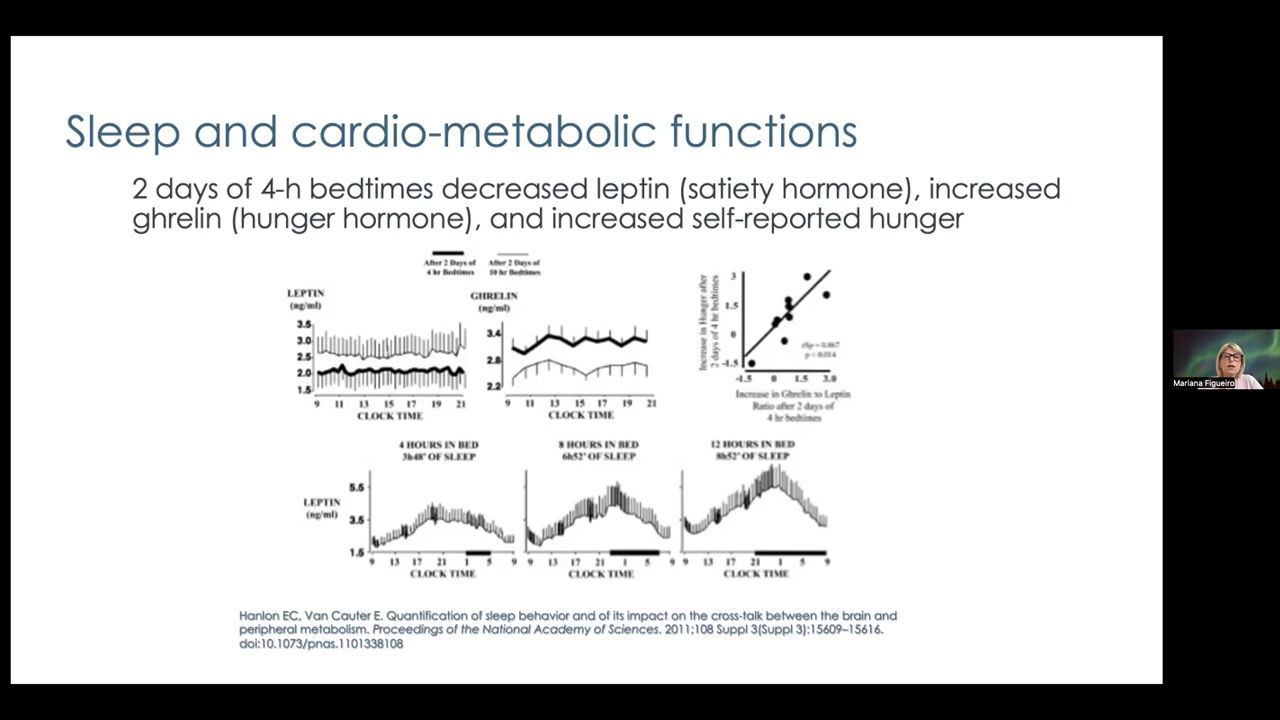 Sleep and cardio-metabolic functions
2 days of 4-h bedtimes decreased leptin (satiety hormone), increased
ghrelin (hunger hormone), and increased self-reported hunger
After 2 Days of
4 hr Bedtimes
After 2 Days of
10 hr Bedtimes
LEPTIN
(ng/ml)
3.5
3.0
2.5
2.0
1.5
9 11 13 15 17 19 21
CLOCK TIME
GHRELIN
(ng/ml)
3.4
2.8
2.2
9 11 13 15 17 19 21
CLOCK TIME
Increase in Hunger after
2 days of 4 hr bedtimes
3
1.5
0
-1.5
rSp = 0.867
p = 0.014
-1.5 0 1.5 3.0
Increase in Ghrelin to Leptin
Ratio after 2 days of
4 hr bedtimes
4 HOURS IN BED
3h48' OF SLEEP
8 HOURS IN BED
6h52' OF SLEEP
12 HOURS IN BED
8h52' OF SLEEP
LEPTIN
(ng/ml)
5.5
3.5
1.5
9 13 17 21 1 5 9
CLOCK TIME
9 13 17 21 1 5 9
CLOCK TIME
9 13 17 21 1 5 9
CLOCK TIME
Hanlon EC, Van Cauter E. Quantification of sleep behavior and of its impact on the cross-talk between the brain and
peripheral metabolism. Proceedings of the National Academy of Sciences. 2011;108 Suppl 3(Suppl 3):15609–15616.
doi:10.1073/pnas.1101338108
Mariana Figueiro